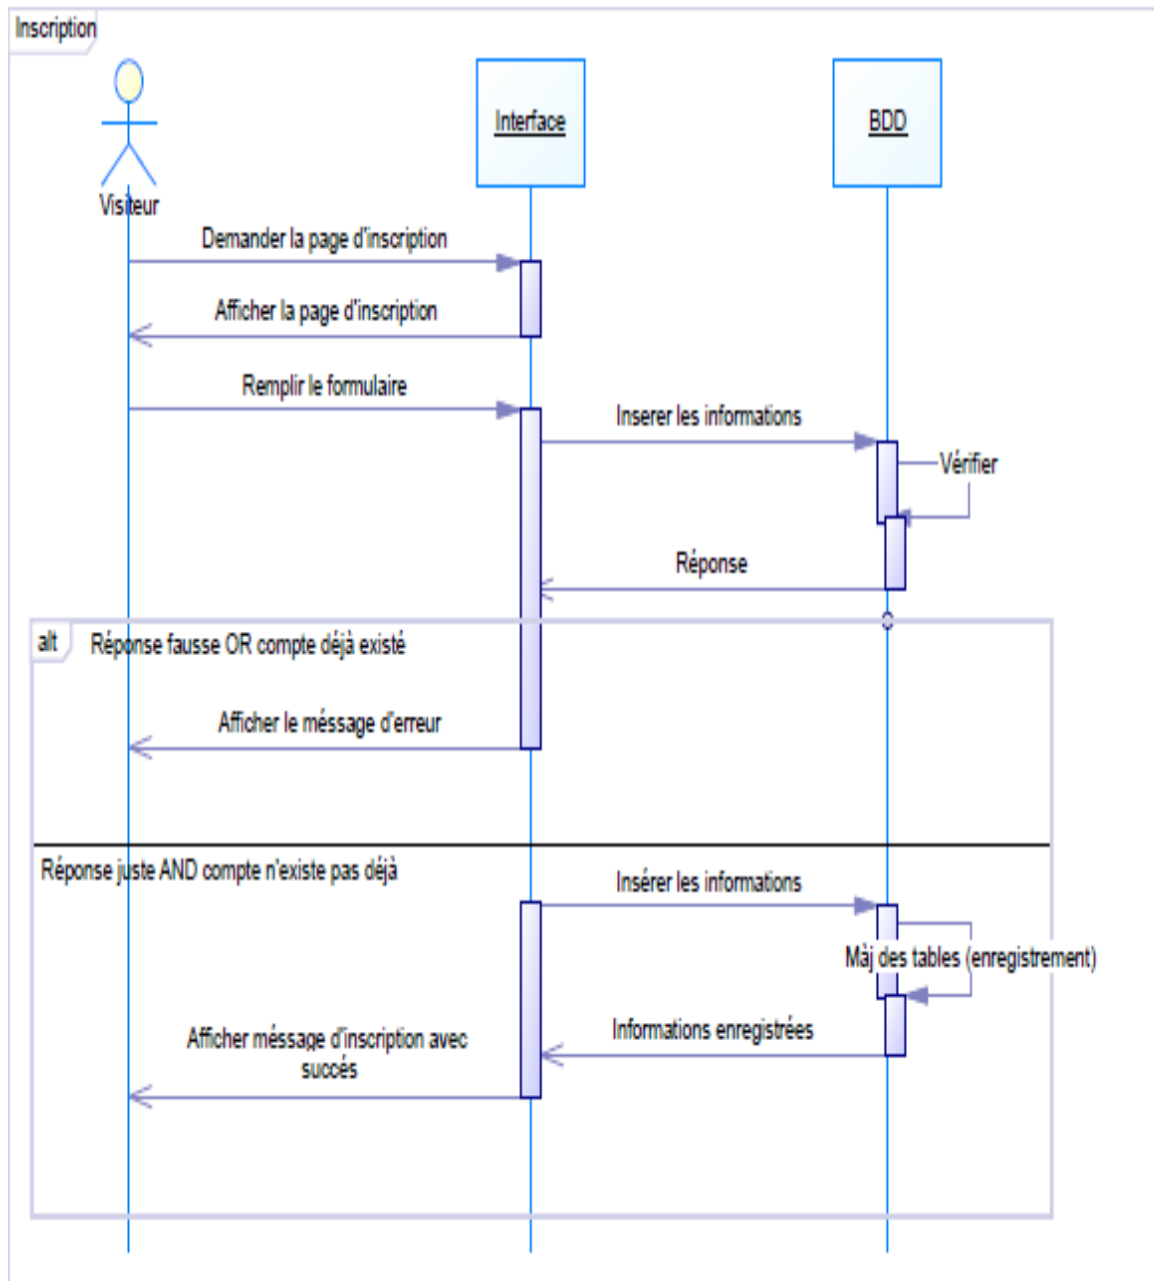 Inscription
Interface
BDD
Visiteur
Demander la page d'inscription
Afficher la page d'inscription
Remplir le formulaire
Inserer les informations
Vérifier
Réponse
alt
Réponse fausse OR compte déjà existé
Afficher le méssage d'erreur
Réponse juste AND compte n'existe pas déjà
Insérer les informations
Màj des tables (enregistrement)
Informations enregistrées
Afficher méssage d'inscription avec
succés